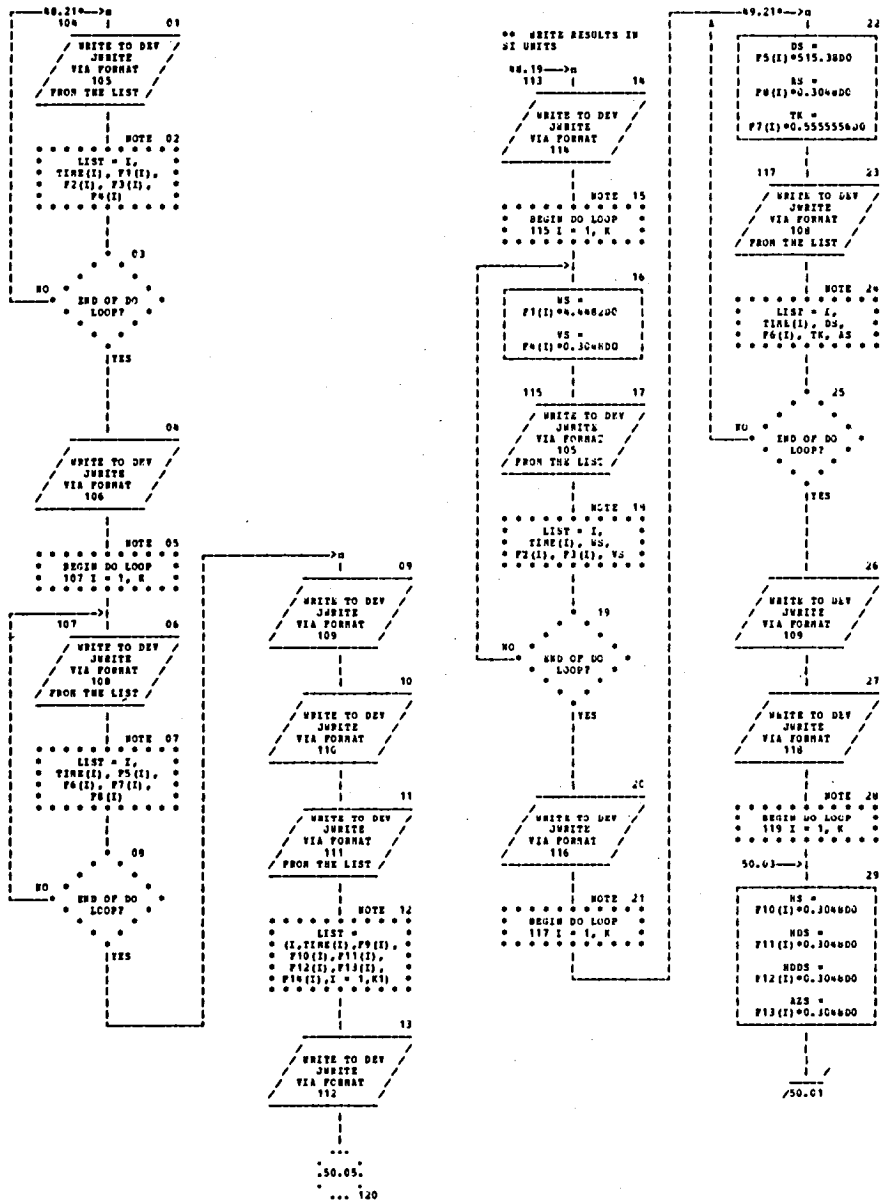 48.21*--->*
104 01
WRITE TO DEV
JWRITE
VIA FORMAT
105
FROM THE LIST
NOTE 02
LIST = I,
TIME(I), F1(I),
F2(I), F3(I),
F4(I)
03
NO
END OF DO
LOOP?
YES
04
WRITE TO DEV
JWRITE
VIA FORMAT
106
NOTE 05
BEGIN DO LOOP
107 I = 1, K
107 06
WRITE TO DEV
JWRITE
VIA FORMAT
108
FROM THE LIST
NOTE 07
LIST = I,
TIME(I), F5(I),
F6(I), F7(I),
F8(I)
08
NO
END OF DO
LOOP?
YES
09
WRITE TO DEV
JWRITE
VIA FORMAT
109
10
WRITE TO DEV
JWRITE
VIA FORMAT
110
11
WRITE TO DEV
JWRITE
VIA FORMAT
111
FROM THE LIST
NOTE 12
LIST =
(I,TIME(I),F9(I),
F10(I),F11(I),
F12(I),F13(I),
F14(I),I = 1,K1)
13
WRITE TO DEV
JWRITE
VIA FORMAT
112
50.05.
120
** WRITE RESULTS IN
SI UNITS
48.19--->*
113 14
WRITE TO DEV
JWRITE
VIA FORMAT
114
NOTE 15
BEGIN DO LOOP
115 I = 1, K
16
WS =
F1(I)*4.4482D0
VS =
F4(I)*0.3048D0
115 17
WRITE TO DEV
JWRITE
VIA FORMAT
105
FROM THE LIST
NOTE 18
LIST = I,
TIME(I), WS,
F2(I), F3(I), VS
19
NO
END OF DO
LOOP?
YES
20
WRITE TO DEV
JWRITE
VIA FORMAT
116
NOTE 21
BEGIN DO LOOP
117 I = 1, K
49.21*--->*
22
DS =
F5(I)*515.38D0
AS =
F8(I)*0.3048D0
TK =
F7(I)*0.555556D0
117 23
WRITE TO DEV
JWRITE
VIA FORMAT
108
FROM THE LIST
NOTE 24
LIST = I,
TIME(I), DS,
F6(I), TK, AS
25
NO
END OF DO
LOOP?
YES
26
WRITE TO DEV
JWRITE
VIA FORMAT
109
27
WRITE TO DEV
JWRITE
VIA FORMAT
118
NOTE 28
BEGIN DO LOOP
119 I = 1, K
50.03--->
29
HS =
F10(I)*0.3048D0
HDS =
F11(I)*0.3048D0
HDDS =
F12(I)*0.3048D0
AZS =
F13(I)*0.3048D0
/50.01